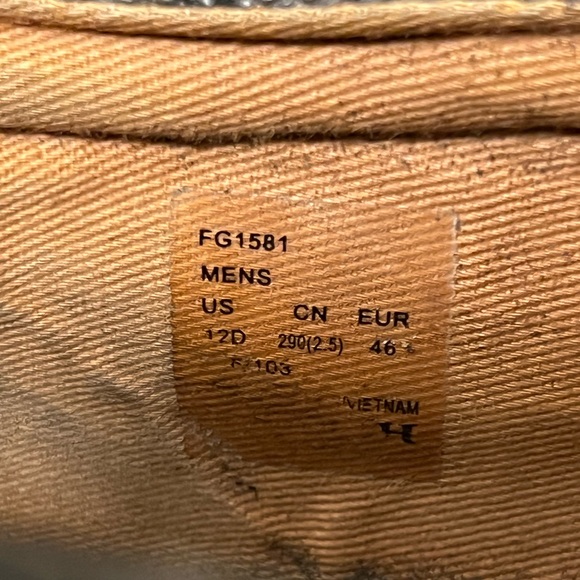 FG1581
MENS
US CN EUR
12D 290(2.5) 46
VIETNAM
H